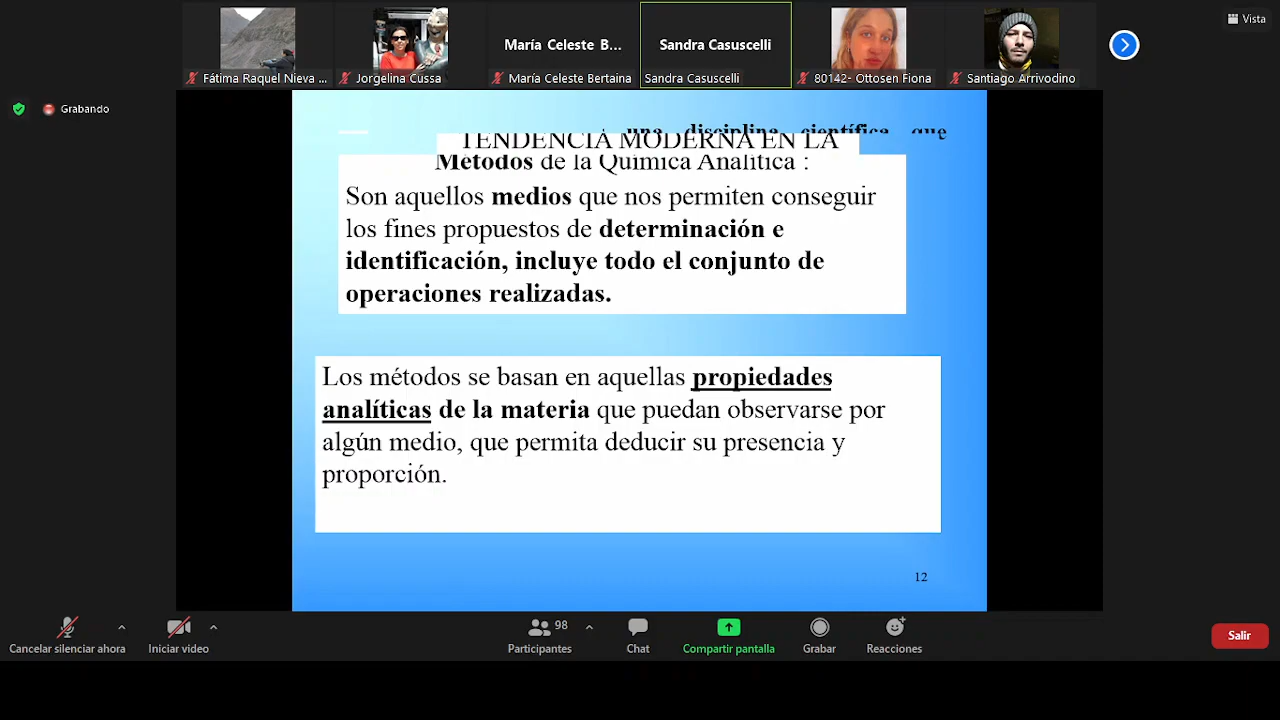 María Celeste B...
Sandra Casuscelli
Vista
Fátima Raquel Nieva ...
Jorgelina Cussa
María Celeste Bertaina
Sandra Casuscelli
80142- Ottosen Fiona
Santiago Arrivodino
Grabando
una disciplina científica que
TENDENCIA MODERNA EN LA
Métodos de la Química Analítica :
Son aquellos medios que nos permiten conseguir
los fines propuestos de determinación e
identificación, incluye todo el conjunto de
operaciones realizadas.
Los métodos se basan en aquellas propiedades
analíticas de la materia que puedan observarse por
algún medio, que permita deducir su presencia y
proporción.
12
98
Cancelar silenciar ahora
Iniciar video
Participantes
Chat
Compartir pantalla
Grabar
Reacciones
Salir